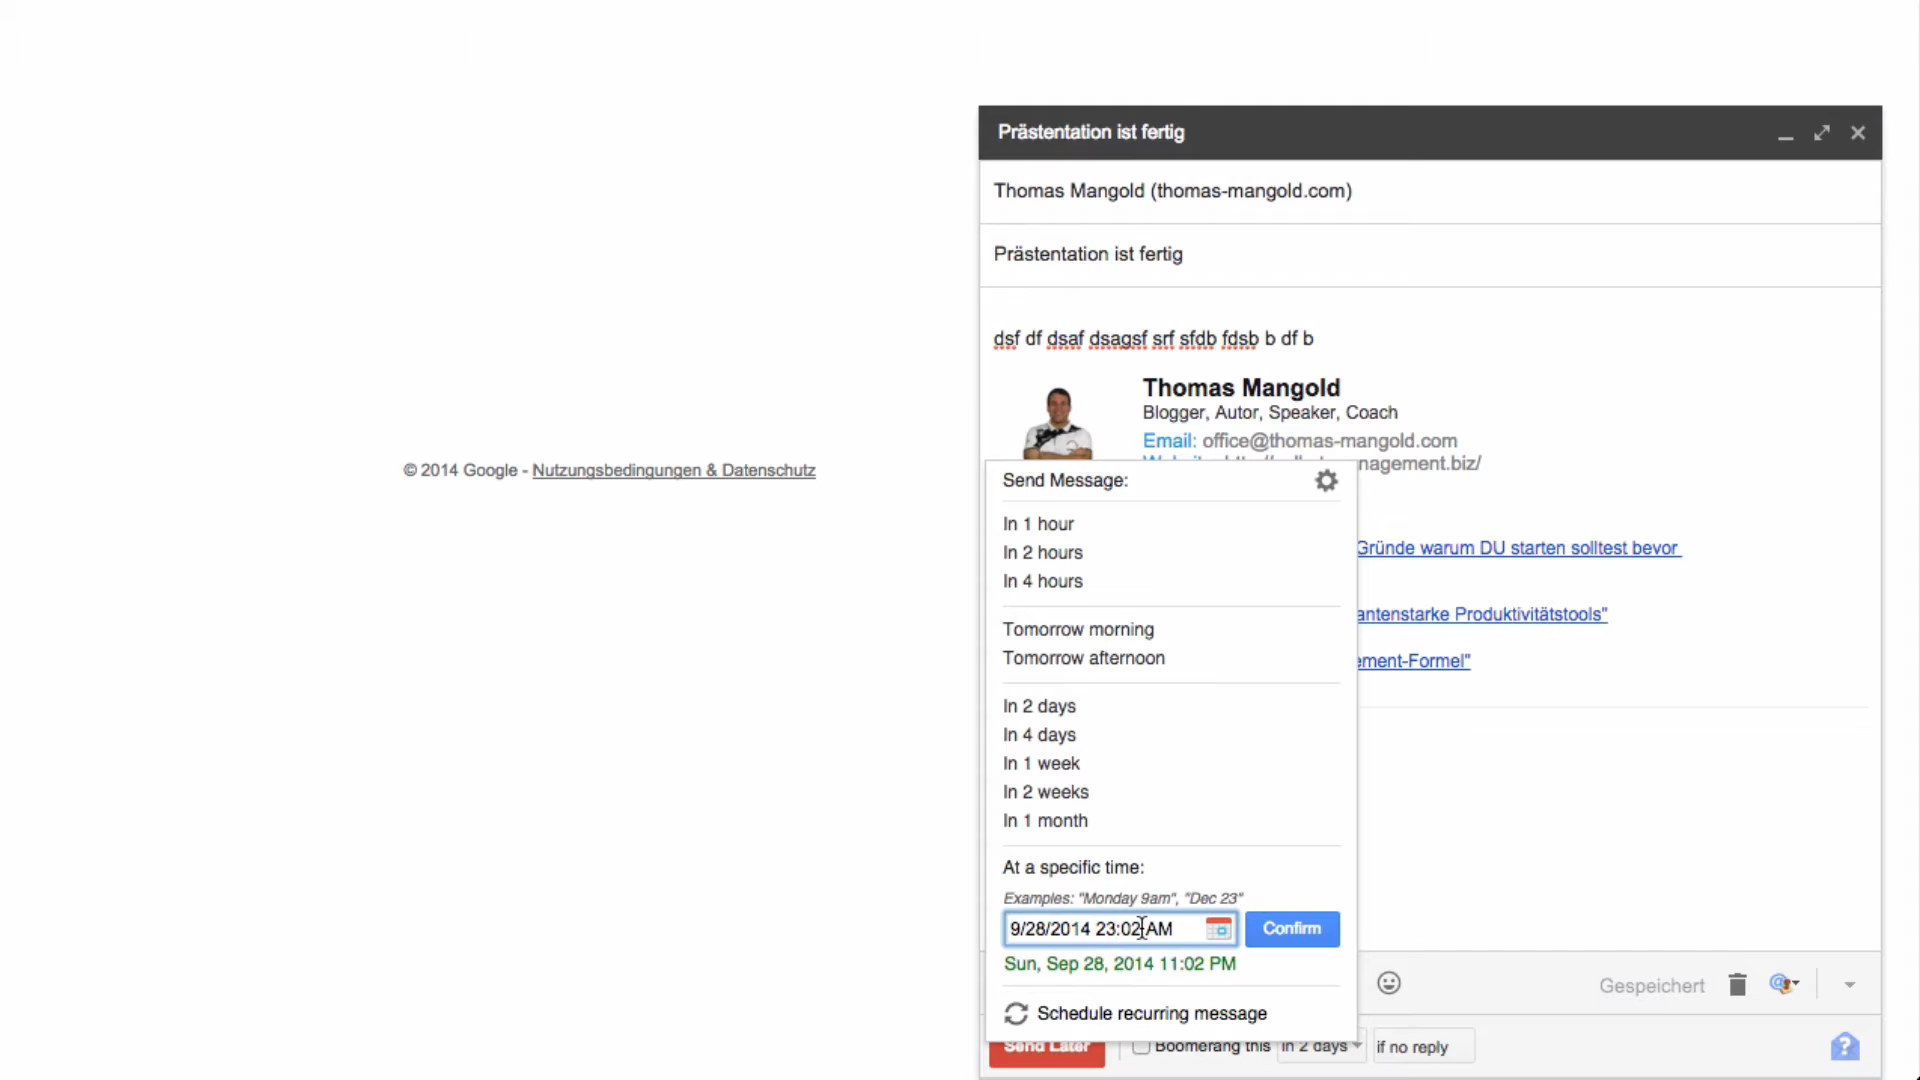 Prästentation ist fertig
Thomas Mangold (thomas-mangold.com)
Prästentation ist fertig
dsf df dsaf dsagsf srf sfdb fdsb b df b
Thomas Mangold
Blogger, Autor, Speaker, Coach
Email: office@thomas-mangold.com
nagement.biz/
© 2014 Google - Nutzungsbedingungen & Datenschutz
Send Message:
In 1 hour
In 2 hours
In 4 hours
Gründe warum DU starten solltest bevor
antenstarke Produktivitätstools"
ement-Formel"
Tomorrow morning
Tomorrow afternoon
In 2 days
In 4 days
In 1 week
In 2 weeks
In 1 month
At a specific time:
Examples: "Monday 9am", "Dec 23"
9/28/2014 23:02 AM
Confirm
Sun, Sep 28, 2014 11:02 PM
Gespeichert
Schedule recurring message
Send Later
Boomerang this in 2 days if no reply